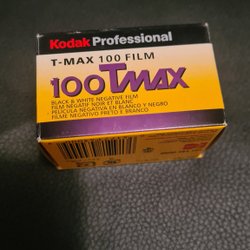 Kodak Professional
T-MAX 100 FILM
100TMAX
BLACK & WHITE NEGATIVE FILM
FILM NÉGATIF NOIR ET BLANC
PELÍCULA NEGATIVA EN BLANCO Y NEGRO
FILME NEGATIVO PRETO E BRANCO